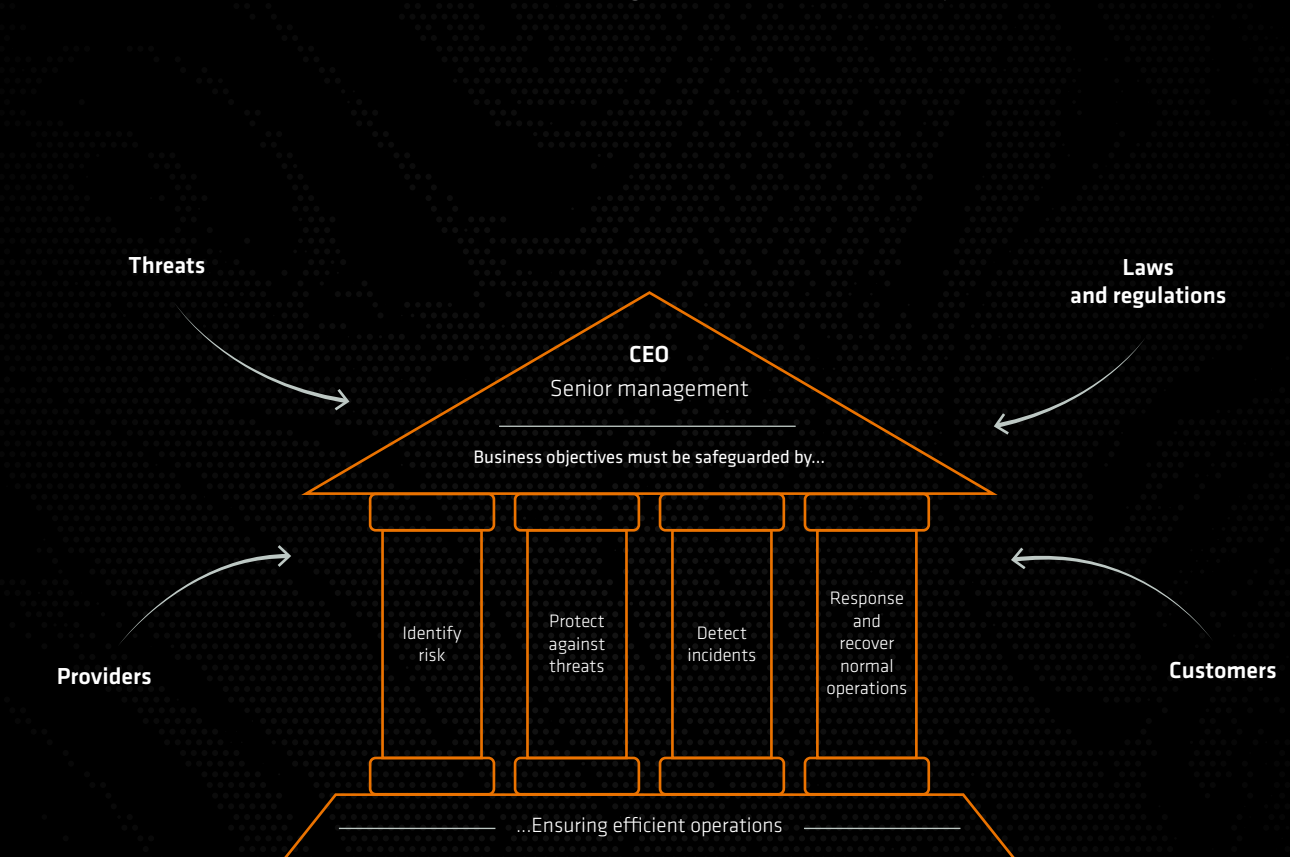 Threats
Laws
and regulations
CEO
Senior management
Business objectives must be safeguarded by...
Identify
risk
Protect
against
threats
Detect
incidents
Response
and
recover
normal
operations
Providers
Customers
...Ensuring efficient operations